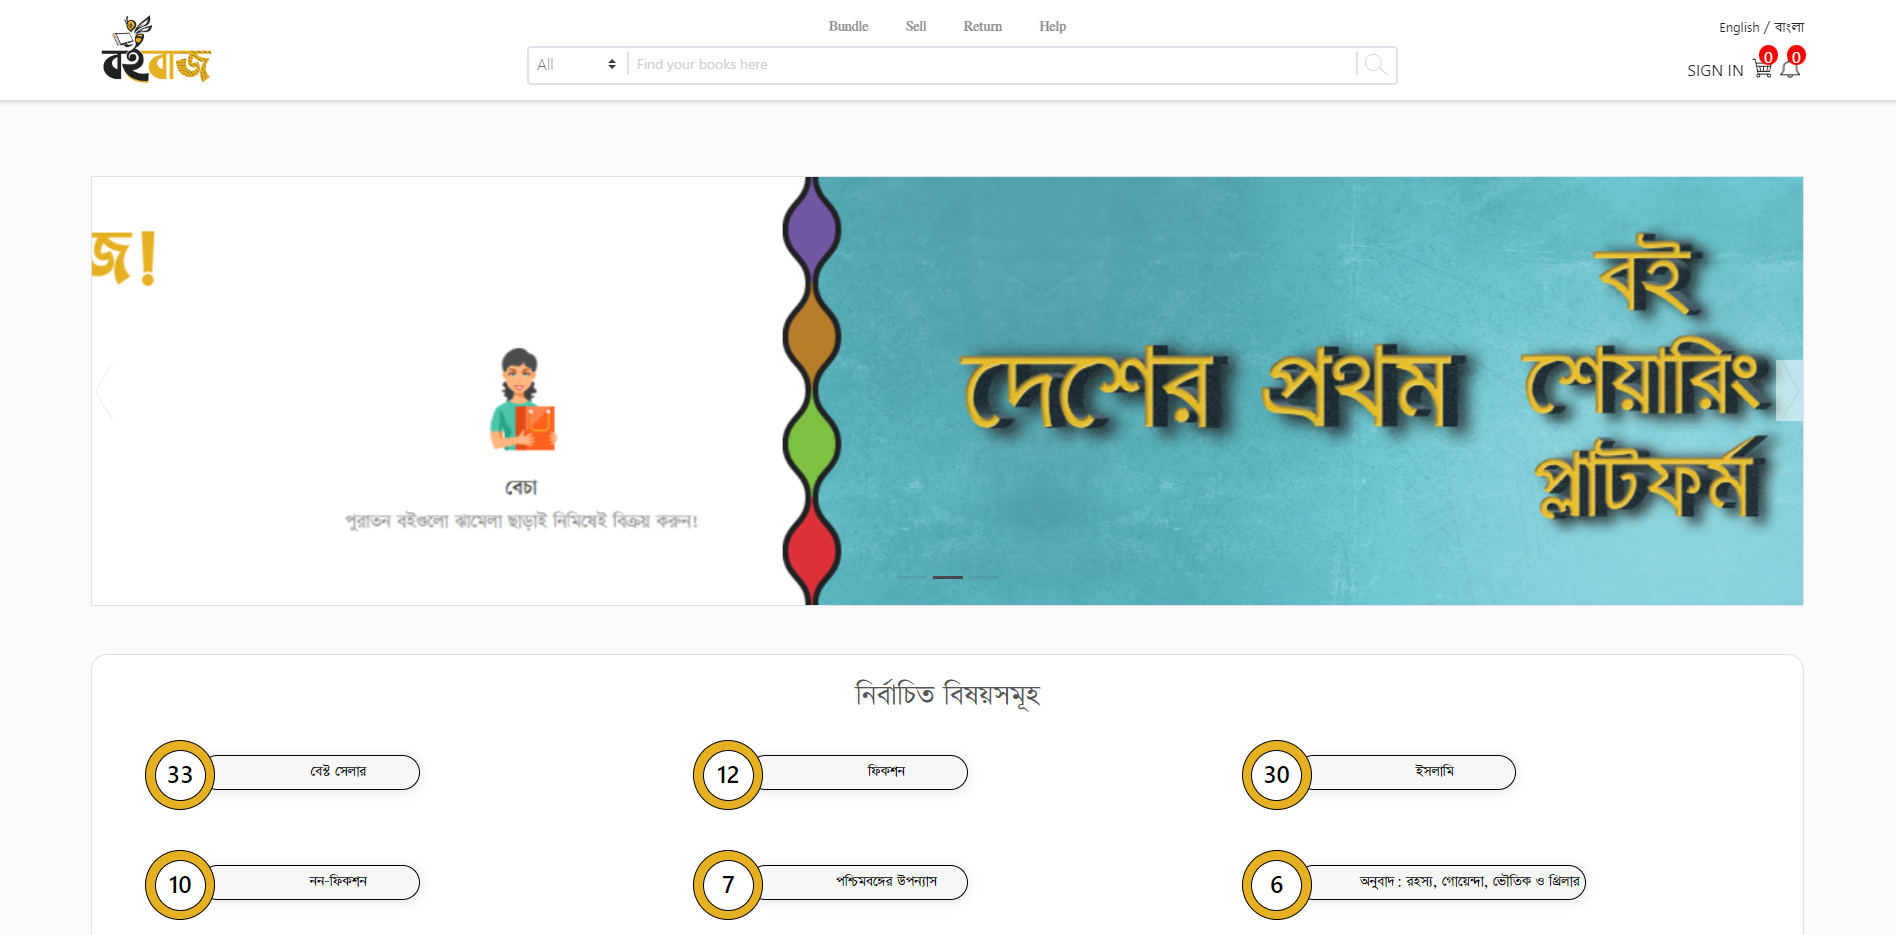 বইবাজ
Bundle Sell Return Help
English / বাংলা
All Find your books here
SIGN IN 0 0
জ!
বেচা
পুরাতন বইগুলো ঝামেলা ছাড়াই নিমিষেই বিক্রয় করুন!
দেশের প্রথম
বই
শেয়ারিং
প্লাটফর্ম
নির্বাচিত বিষয়সমূহ
33 বেস্ট সেলার
12 ফিকশন
30 ইসলামি
10 নন-ফিকশন
7 পশ্চিমবঙ্গের উপন্যাস
6 অনুবাদ : রহস্য, গোয়েন্দা, ভৌতিক ও থ্রিলার